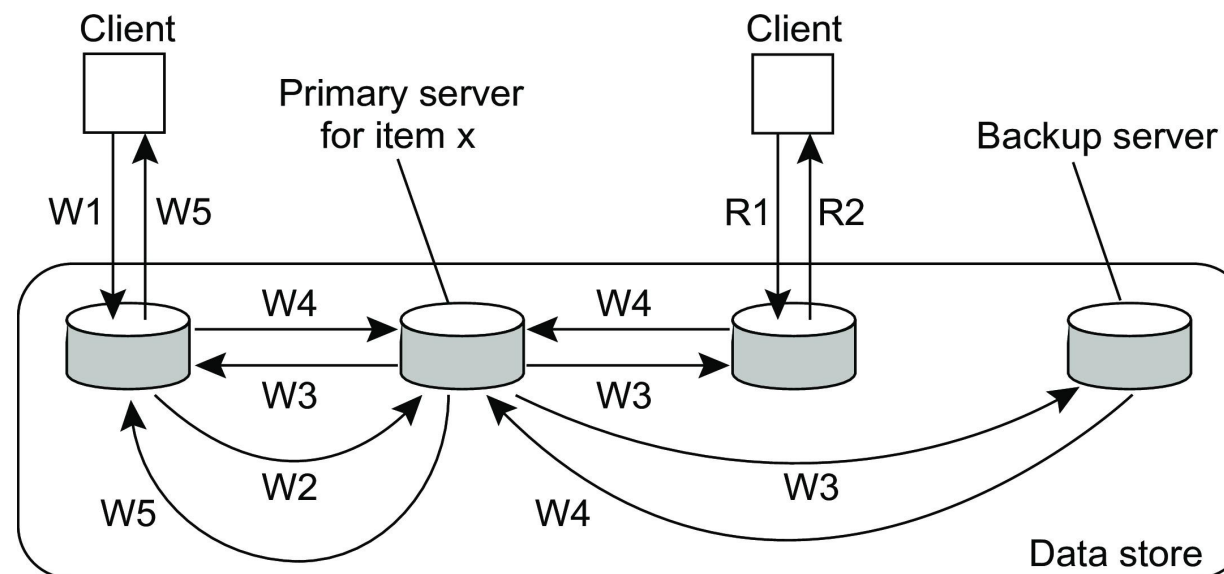 Client
Client
Primary server
for item x
Backup server
W1
W5
R1
R2
W4
W4
W3
W3
W2
W3
W5
W4
Data store